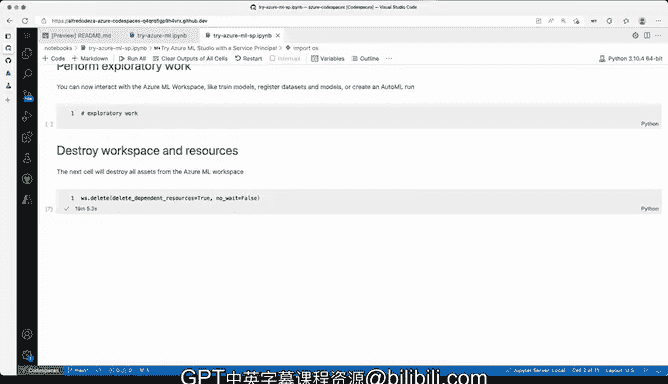 try-azure-ml-sp.ipynb — azure-codespaces [Codespaces] — Visual Studio Code
[Preview] README.md
try-azure-ml-.ipynb
try-azure-ml-sp.ipynb
notebooks > try-azure-ml-sp.ipynb > Try Azure ML Studio with a Service Principal > import os
+ Code + Markdown Run All Clear Outputs of All Cells Restart Interrupt Variables Outline ...
Python 3.10.4 64-bit
Perform exploratory work
You can now interact with the Azure ML Workspace, like train models, register datasets and models, or create an AutoML run
1 # exploratory work
[ ]
Python
Destroy workspace and resources
The next cell will destroy all assets from the Azure ML workspace
1 ws.delete(delete_dependent_resources=True, no_wait=False)
[7]
Python
Codespaces
main*
Jupyter Server: Local
GPT中英字幕课程资源@bilibili.com